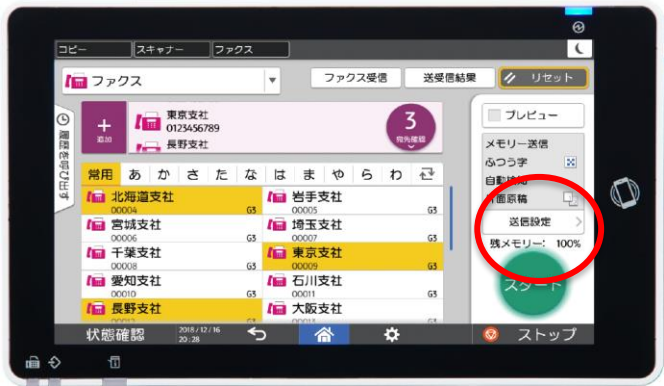 コピー
スキャナー
ファクス
ファクス
ファクス受信
送受信結果
リセット
履歴を呼び出す
追加
東京支社
0123456789
長野支社
3
宛先確認
プレビュー
メモリー送信
ふつう字
自動検知
片面原稿
送信設定
残メモリー: 100%
スタート
常用 あ か さ た な は ま や ら わ
北海道支社
00004 G3
岩手支社
00005 G3
宮城支社
00006 G3
埼玉支社
00007 G3
千葉支社
00008 G3
東京支社
00009 G3
愛知支社
00010 G3
石川支社
00011 G3
長野支社
大阪支社
状態確認
2018/12/16
20:28
ストップ